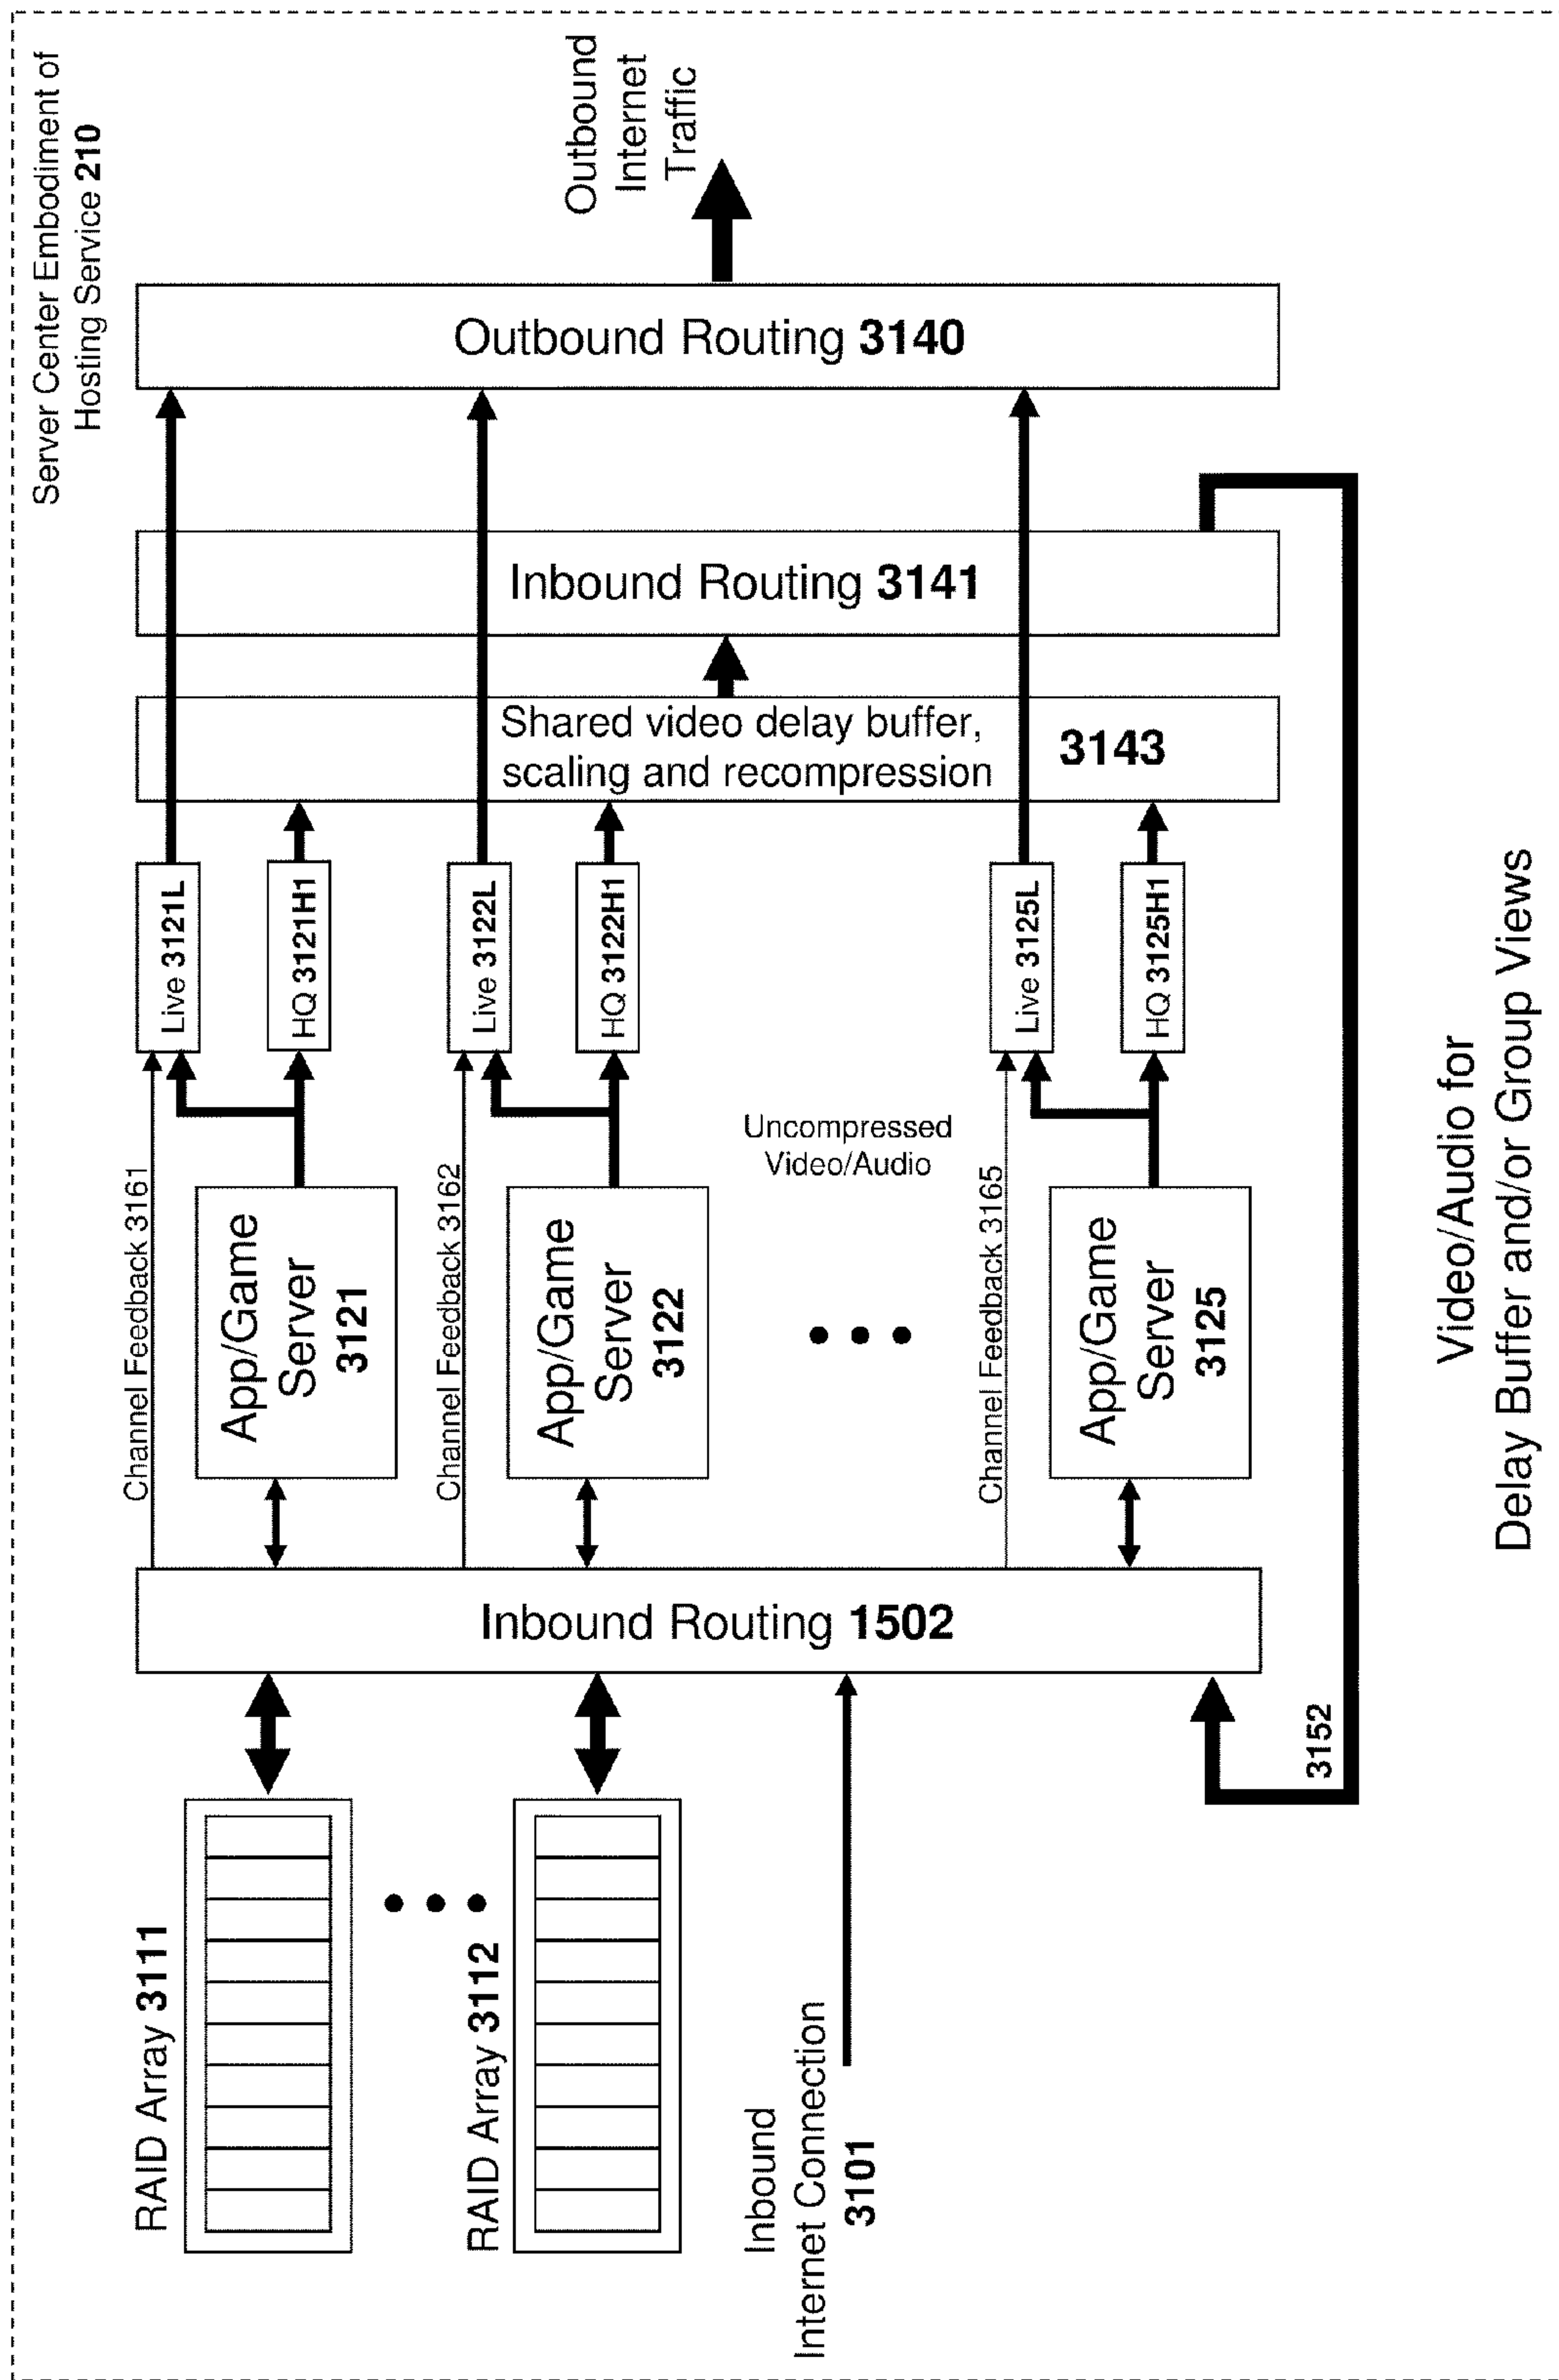 Server Center Embodiment of
Hosting Service 210
RAID Array 3111
RAID Array 3112
Inbound
Internet Connection
3101
Inbound Routing 1502
3152
Channel Feedback 3161
App/Game
Server
3121
Channel Feedback 3162
App/Game
Server
3122
Uncompressed
Video/Audio
Channel Feedback 3165
App/Game
Server
3125
Live 3121L
HQ 3121H1
Live 3122L
HQ 3122H1
Live 3125L
HQ 3125H1
Shared video delay buffer,
scaling and recompression
3143
Inbound Routing 3141
Outbound Routing 3140
Outbound
Internet
Traffic
Video/Audio for
Delay Buffer and/or Group Views